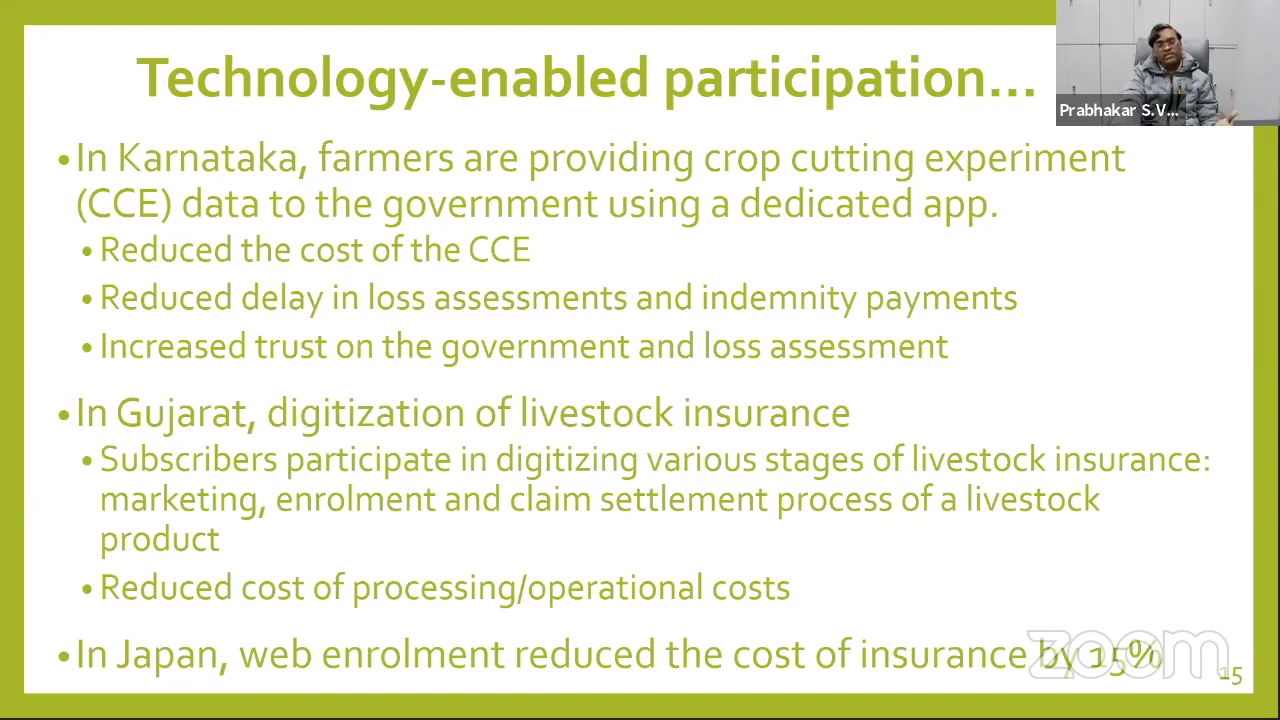 Technology-enabled participation...
Prabhakar S.V...
• In Karnataka, farmers are providing crop cutting experiment
(CCE) data to the government using a dedicated app.
• Reduced the cost of the CCE
• Reduced delay in loss assessments and indemnity payments
• Increased trust on the government and loss assessment
• In Gujarat, digitization of livestock insurance
• Subscribers participate in digitizing various stages of livestock insurance:
marketing, enrolment and claim settlement process of a livestock
product
• Reduced cost of processing/operational costs
• In Japan, web enrolment reduced the cost of insurance by 15%
zoom
15